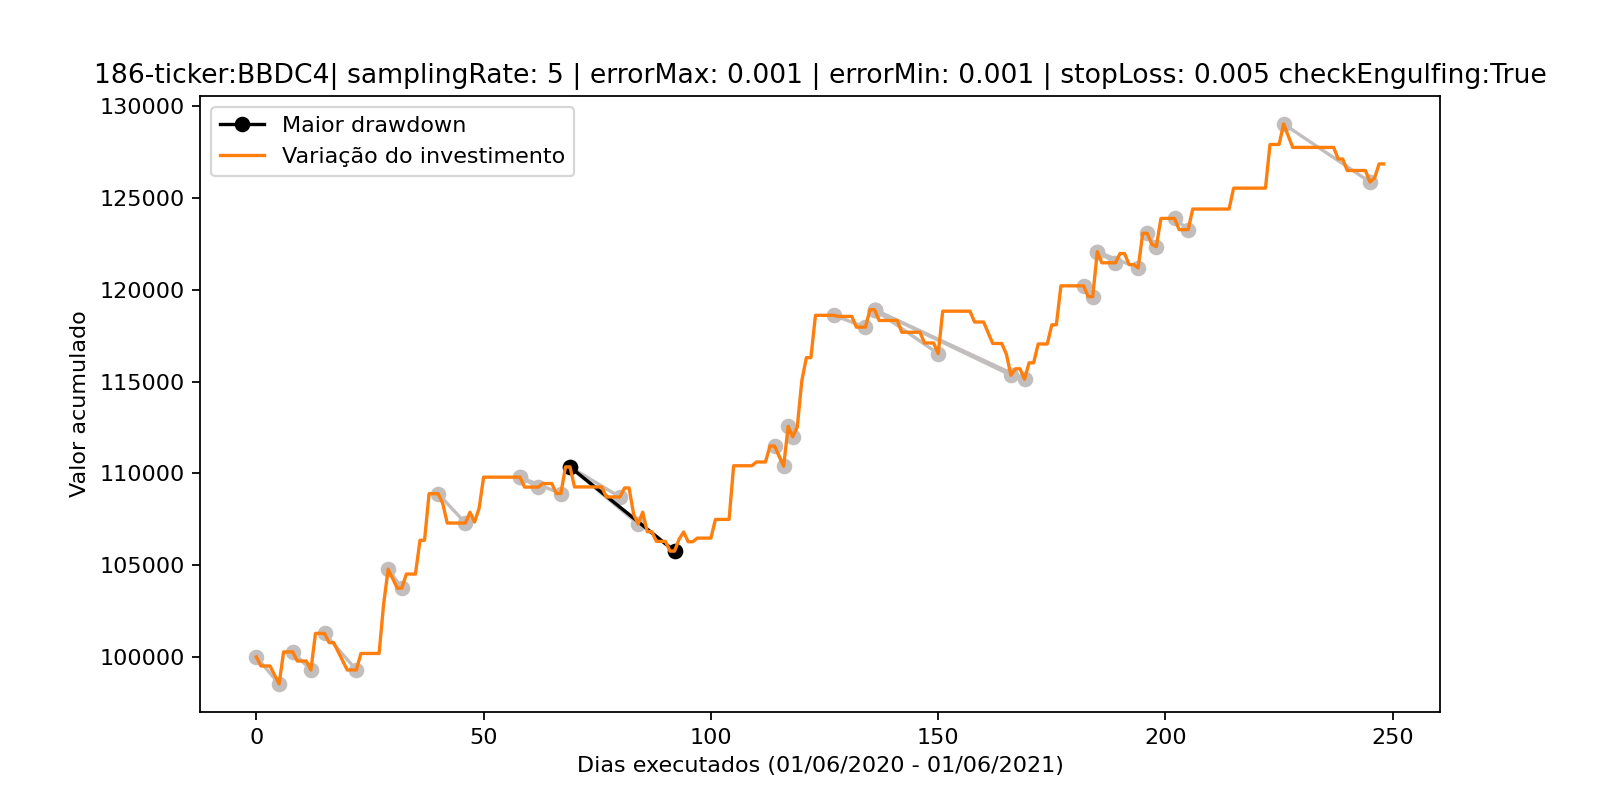 186-ticker:BBDC4| samplingRate: 5 | errorMax: 0.001 | errorMin: 0.001 | stopLoss: 0.005 checkEngulfing:True
Maior drawdown
Variação do investimento
Valor acumulado
130000
125000
120000
115000
110000
105000
100000
0 50 100 150 200 250
Dias executados (01/06/2020 - 01/06/2021)